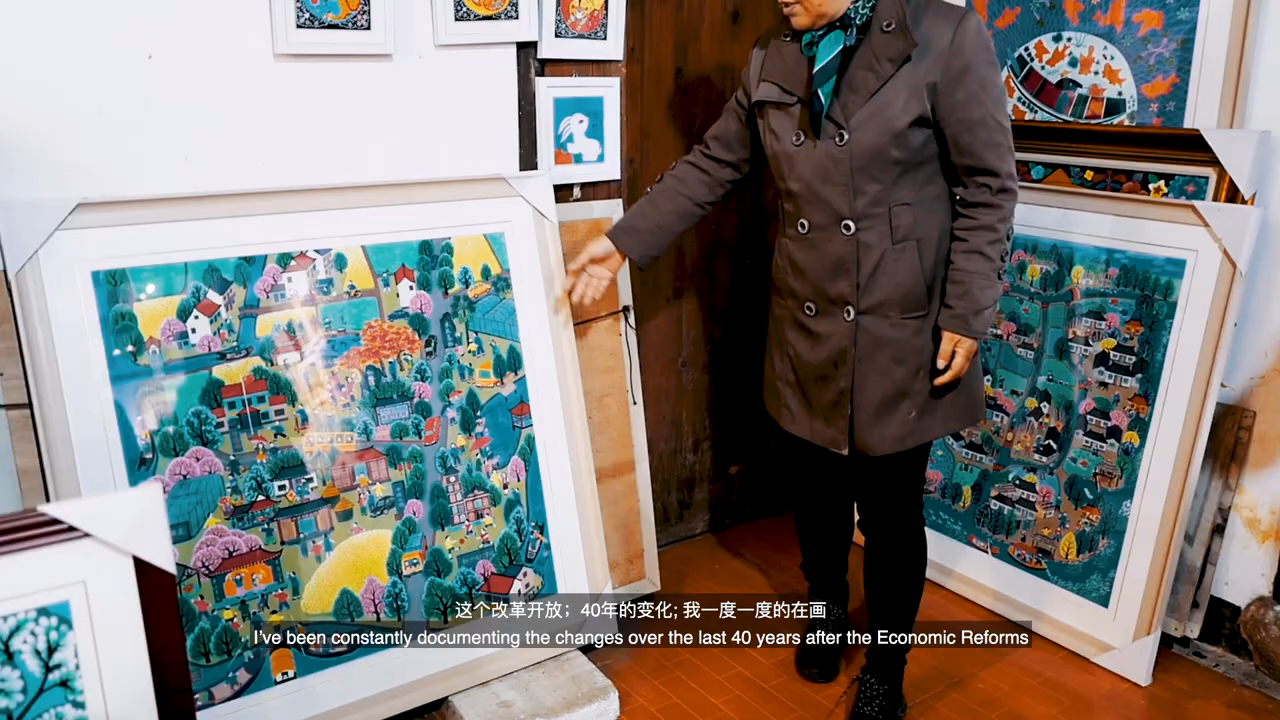 这个改革开放；40年的变化; 我一度一度的在画
I've been constantly documenting the changes over the last 40 years after the Economic Reforms